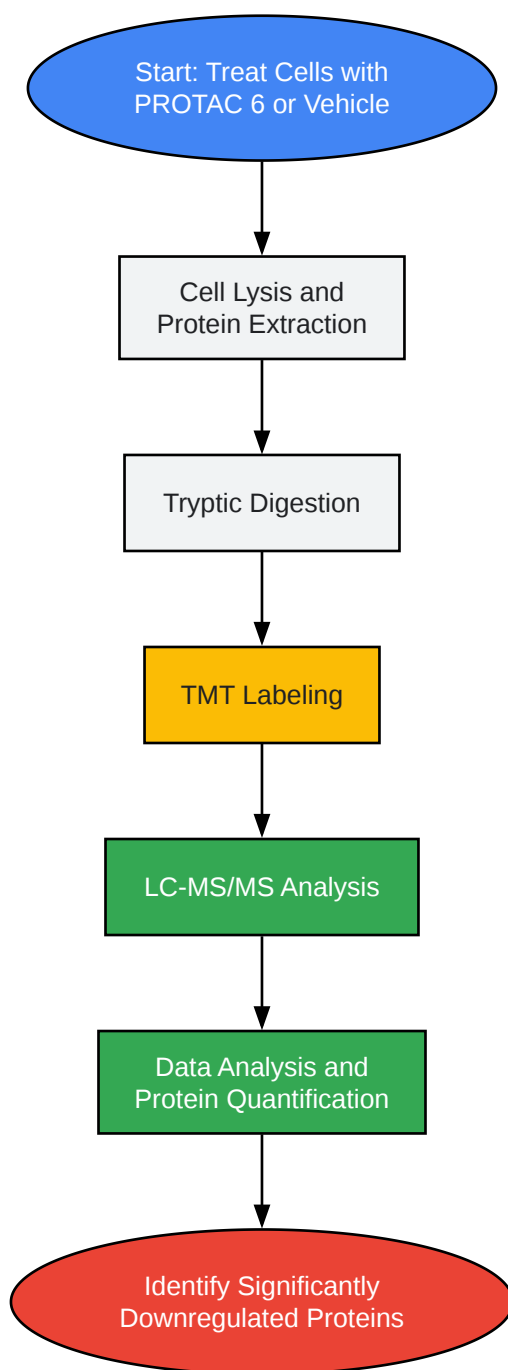 Start: Treat Cells with
PROTAC 6 or Vehicle
Cell Lysis and
Protein Extraction
Tryptic Digestion
TMT Labeling
LC-MS/MS Analysis
Data Analysis and
Protein Quantification
Identify Significantly
Downregulated Proteins